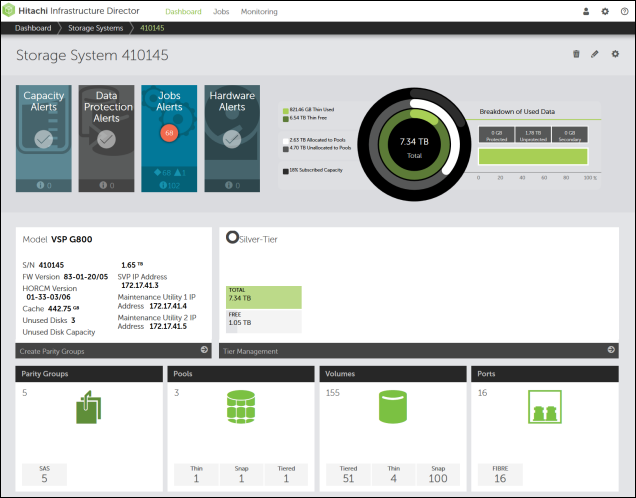 Hitachi Infrastructure Director Dashboard Jobs Monitoring
Dashboard Storage Systems 410145
Storage System 410145
Capacity Alerts
0
Data Protection Alerts
0
Jobs Alerts
68
68 1
102
Hardware Alerts
0
821.46 GB Thin Used
6.54 TB Thin Free
2.63 TB Allocated to Pools
4.70 TB Unallocated to Pools
18% Subscribed Capacity
7.34 TB
Total
Breakdown of Used Data
0 GB Protected
1.78 TB Unprotected
0 GB Secondary
0 20 40 60 80 100 %
Model VSP G800
S/N 410145
FW Version 83-01-20/05
HORCM Version
01-33-03/06
Cache 442.75 GB
Unused Disks 3
Unused Disk Capacity
1.65 TB
SVP IP Address
172.17.41.3
Maintenance Utility 1 IP
Address 172.17.41.4
Maintenance Utility 2 IP
Address 172.17.41.5
Create Parity Groups
Silver-Tier
TOTAL
7.34 TB
FREE
1.05 TB
Tier Management
Parity Groups
5
SAS
5
Pools
3
Thin Snap Tiered
1 1 1
Volumes
155
Tiered Thin Snap
51 4 100
Ports
16
FIBRE
16